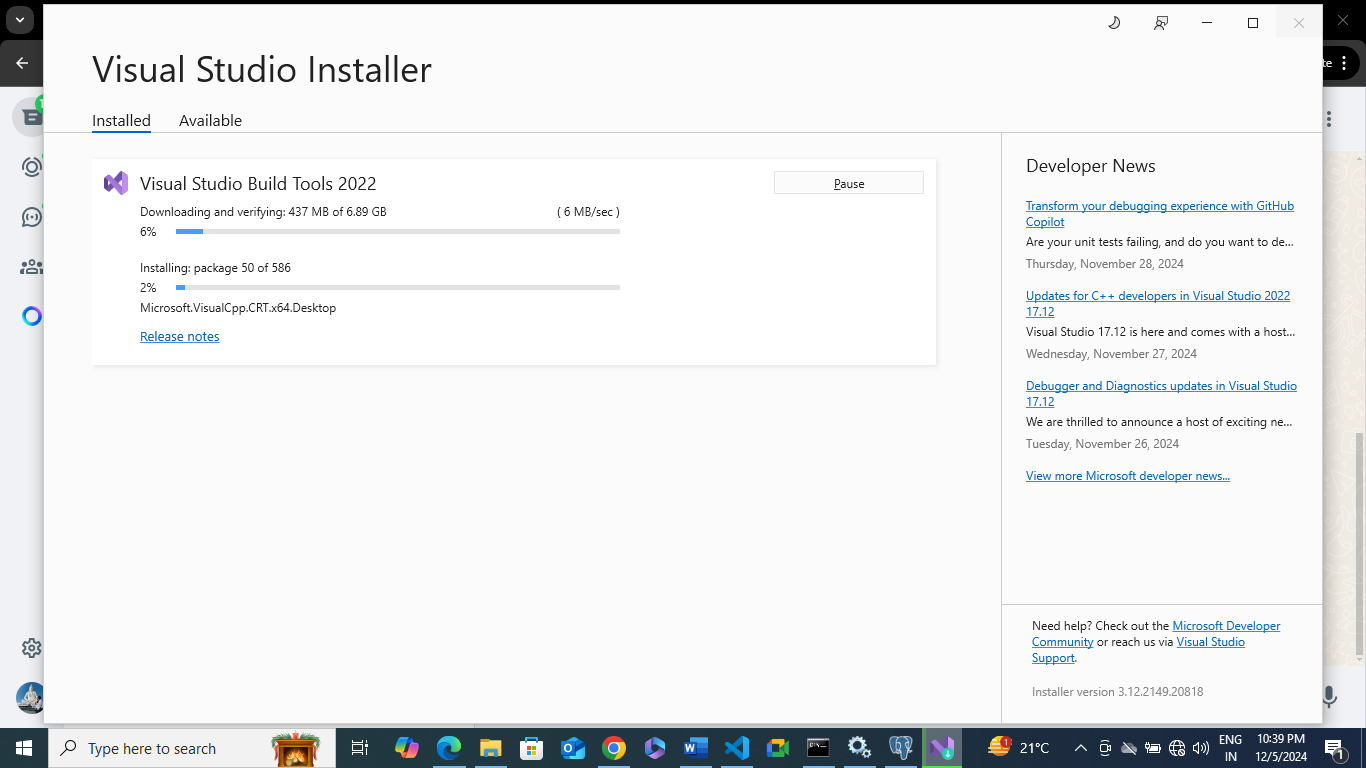 Visual Studio Installer
Installed
Available
Visual Studio Build Tools 2022
Pause
Downloading and verifying: 437 MB of 6.89 GB
( 6 MB/sec )
6%
Installing: package 50 of 586
2%
Microsoft.VisualCpp.CRT.x64.Desktop
Release notes
Developer News
Transform your debugging experience with GitHub
Copilot
Are your unit tests failing, and do you want to de...
Thursday, November 28, 2024
Updates for C++ developers in Visual Studio 2022
17.12
Visual Studio 17.12 is here and comes with a host...
Wednesday, November 27, 2024
Debugger and Diagnostics updates in Visual Studio
17.12
We are thrilled to announce a host of exciting ne...
Tuesday, November 26, 2024
View more Microsoft developer news...
Need help? Check out the Microsoft Developer
Community or reach us via Visual Studio
Support.
Installer version 3.12.2149.20818
Type here to search
1
21°C
ENG
IN
10:39 PM
12/5/2024
1